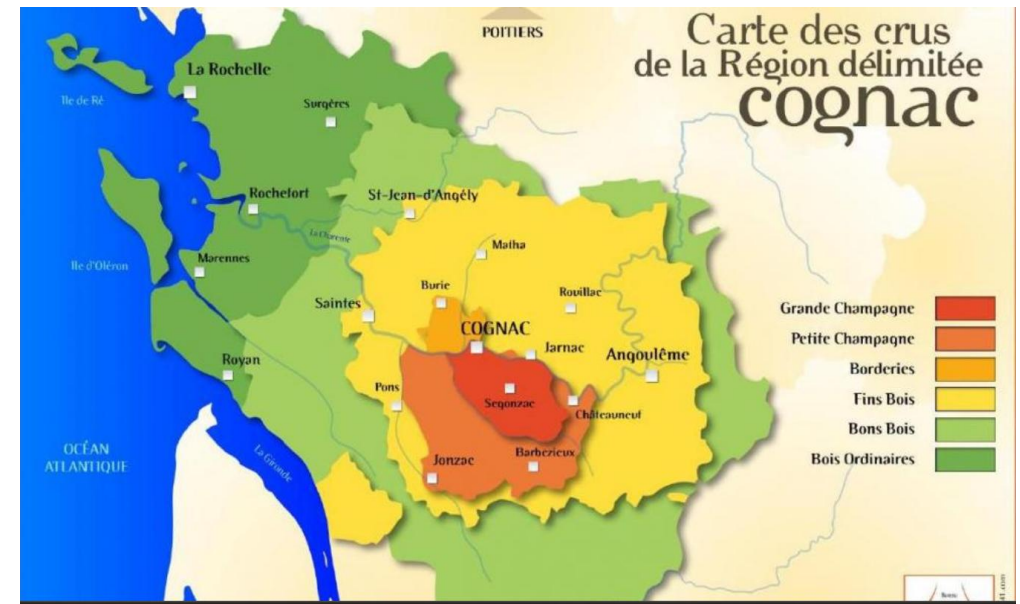 POITIERS
Carte des crus
de la Région délimitée
cognac
La Rochelle
Ile de Ré
Surgères
Rochefort
St-Jean-d'Angély
La Charente
Matha
Marennes
Ile d'Oléron
Burie
Rouillac
Saintes
COGNAC
Jarnac
Angoulême
Royan
Pons
Segonzac
Châteauneuf
OCÉAN
ATLANTIQUE
La Gironde
Jonzac
Barbezieux
Grande Champagne
Petite Champagne
Borderies
Fins Bois
Bons Bois
Bois Ordinaires